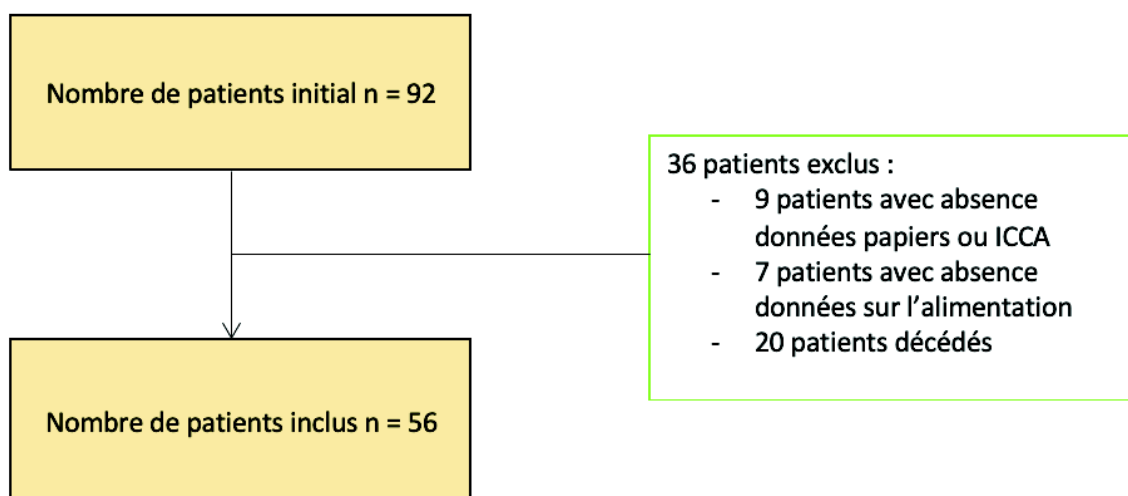 Nombre de patients initial n = 92
36 patients exclus :
- 9 patients avec absence
données papiers ou ICCA
- 7 patients avec absence
données sur l'alimentation
- 20 patients décédés
Nombre de patients inclus n = 56